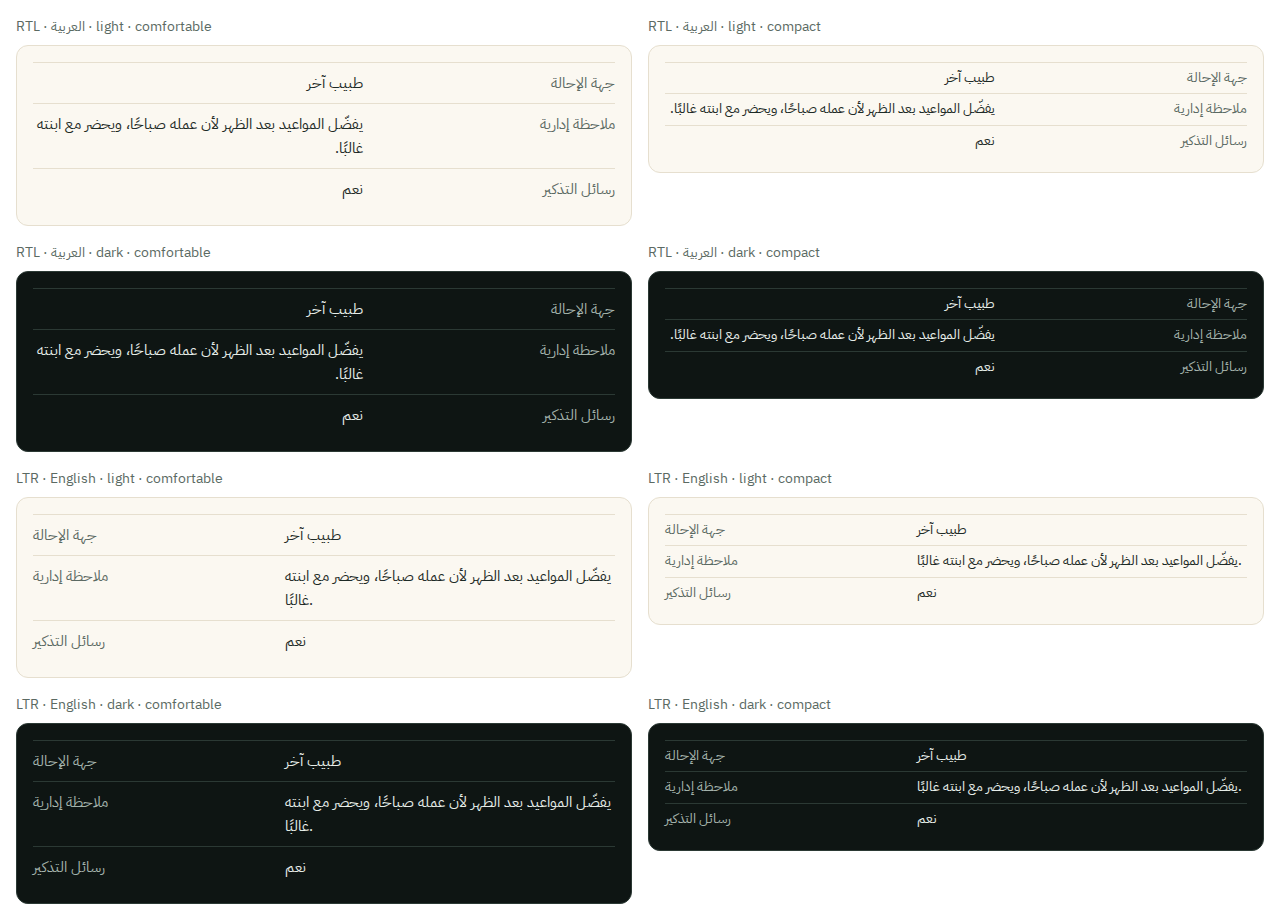 RTL · العربية · light · comfortable
جهة الإحالة
طبيب آخر
ملاحظة إدارية
يفضّل المواعيد بعد الظهر لأن عمله صباحًا، ويحضر مع ابنته
غالبًا.
رسائل التذكير
نعم
RTL · العربية · light · compact
جهة الإحالة
طبيب آخر
ملاحظة إدارية
يفضّل المواعيد بعد الظهر لأن عمله صباحًا، ويحضر مع ابنته غالبًا.
رسائل التذكير
نعم
RTL · العربية · dark · comfortable
جهة الإحالة
طبيب آخر
ملاحظة إدارية
يفضّل المواعيد بعد الظهر لأن عمله صباحًا، ويحضر مع ابنته
غالبًا.
رسائل التذكير
نعم
RTL · العربية · dark · compact
جهة الإحالة
طبيب آخر
ملاحظة إدارية
يفضّل المواعيد بعد الظهر لأن عمله صباحًا، ويحضر مع ابنته غالبًا.
رسائل التذكير
نعم
LTR · English · light · comfortable
جهة الإحالة
طبيب آخر
ملاحظة إدارية
يفضّل المواعيد بعد الظهر لأن عمله صباحًا، ويحضر مع ابنته
غالبًا.
رسائل التذكير
نعم
LTR · English · light · compact
جهة الإحالة
طبيب آخر
ملاحظة إدارية
يفضّل المواعيد بعد الظهر لأن عمله صباحًا، ويحضر مع ابنته غالبًا.
رسائل التذكير
نعم
LTR · English · dark · comfortable
جهة الإحالة
طبيب آخر
ملاحظة إدارية
يفضّل المواعيد بعد الظهر لأن عمله صباحًا، ويحضر مع ابنته
غالبًا.
رسائل التذكير
نعم
LTR · English · dark · compact
جهة الإحالة
طبيب آخر
ملاحظة إدارية
يفضّل المواعيد بعد الظهر لأن عمله صباحًا، ويحضر مع ابنته غالبًا.
رسائل التذكير
نعم